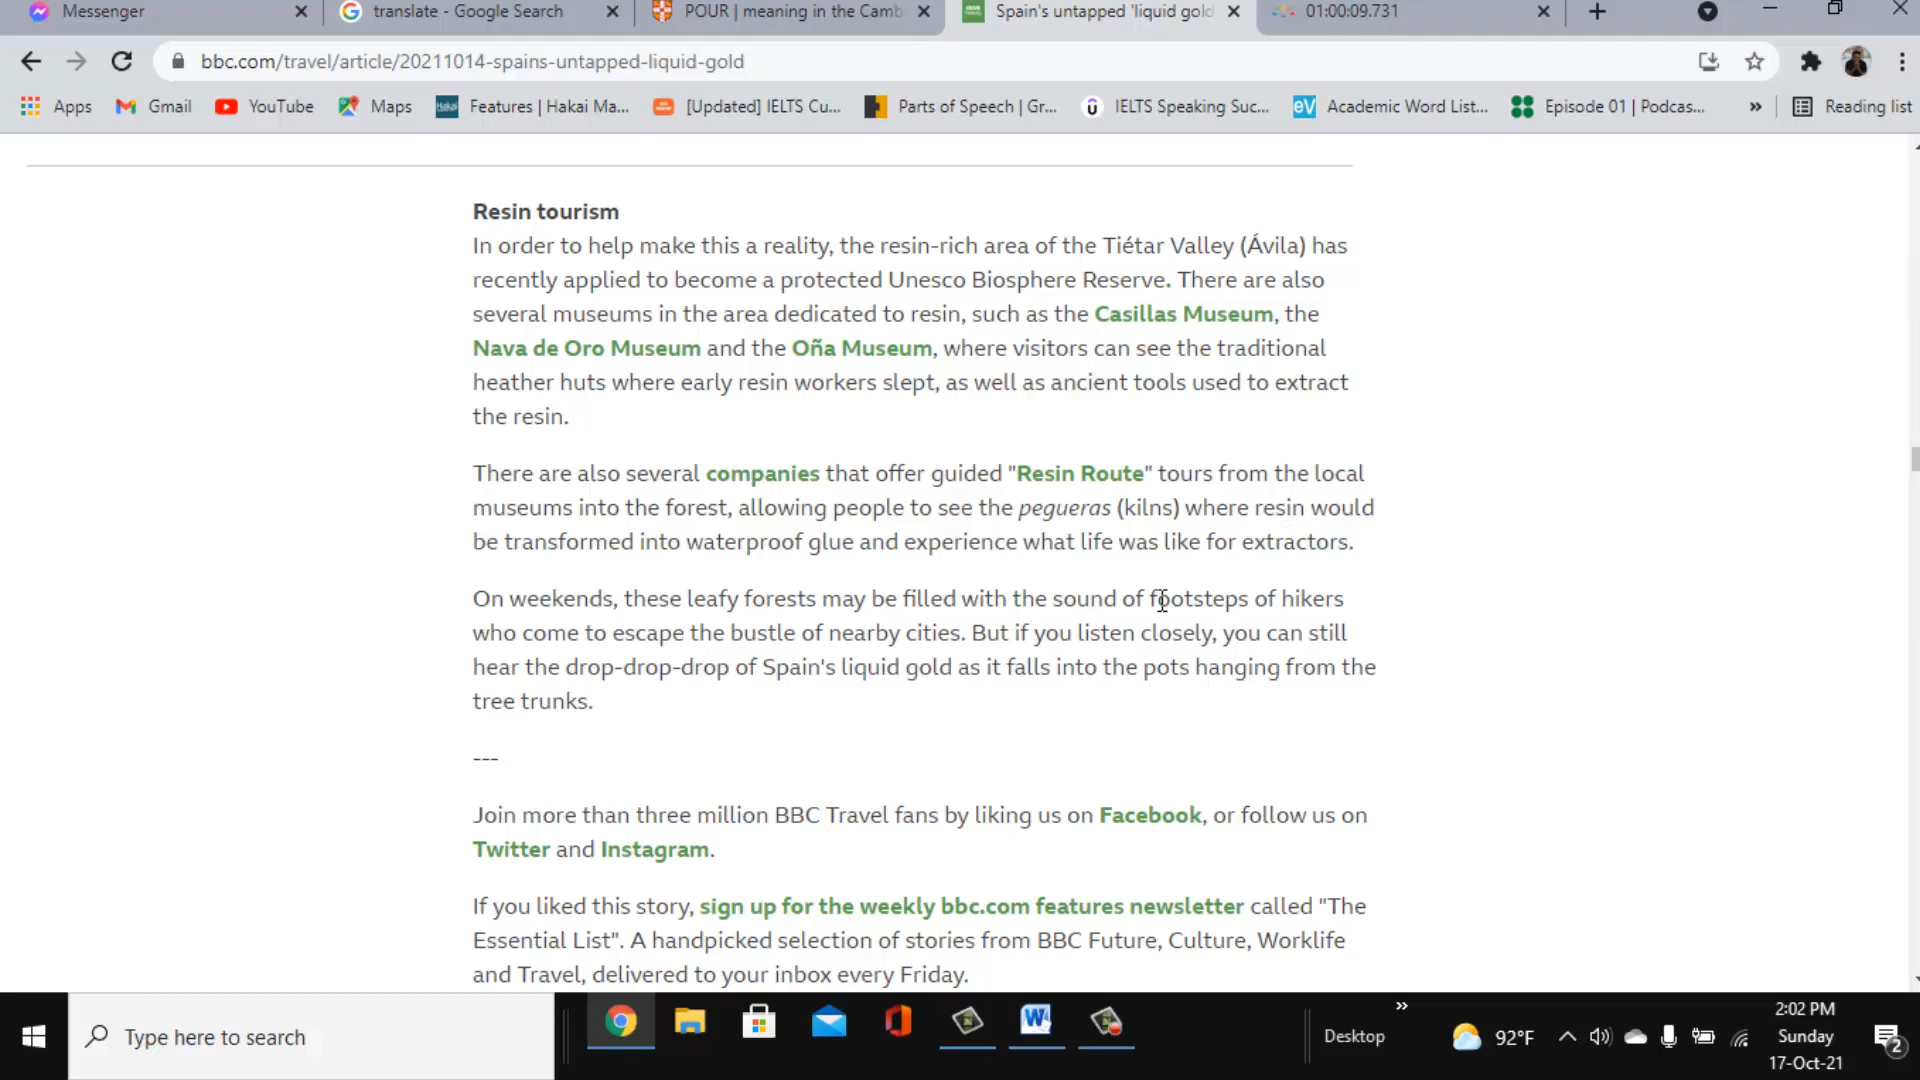 Messenger
translate - Google Search
POUR | meaning in the Camb
Spain's untapped 'liquid gold
01:00:09.731
bbc.com/travel/article/20211014-spains-untapped-liquid-gold
Apps
Gmail
YouTube
Maps
Features | Hakai Ma...
[Updated] IELTS Cu...
Parts of Speech | Gr...
IELTS Speaking Suc...
Academic Word List...
Episode 01 | Podcas...
Reading list
Resin tourism
In order to help make this a reality, the resin-rich area of the Tiétar Valley (Ávila) has
recently applied to become a protected Unesco Biosphere Reserve. There are also
several museums in the area dedicated to resin, such as the Casillas Museum, the
Nava de Oro Museum and the Oña Museum, where visitors can see the traditional
heather huts where early resin workers slept, as well as ancient tools used to extract
the resin.
There are also several companies that offer guided "Resin Route" tours from the local
museums into the forest, allowing people to see the pegueras (kilns) where resin would
be transformed into waterproof glue and experience what life was like for extractors.
On weekends, these leafy forests may be filled with the sound of footsteps of hikers
who come to escape the bustle of nearby cities. But if you listen closely, you can still
hear the drop-drop-drop of Spain's liquid gold as it falls into the pots hanging from the
tree trunks.
---
Join more than three million BBC Travel fans by liking us on Facebook, or follow us on
Twitter and Instagram.
If you liked this story, sign up for the weekly bbc.com features newsletter called "The
Essential List". A handpicked selection of stories from BBC Future, Culture, Worklife
and Travel, delivered to your inbox every Friday.
Type here to search
Desktop
92°F
2:02 PM
Sunday
17-Oct-21
2